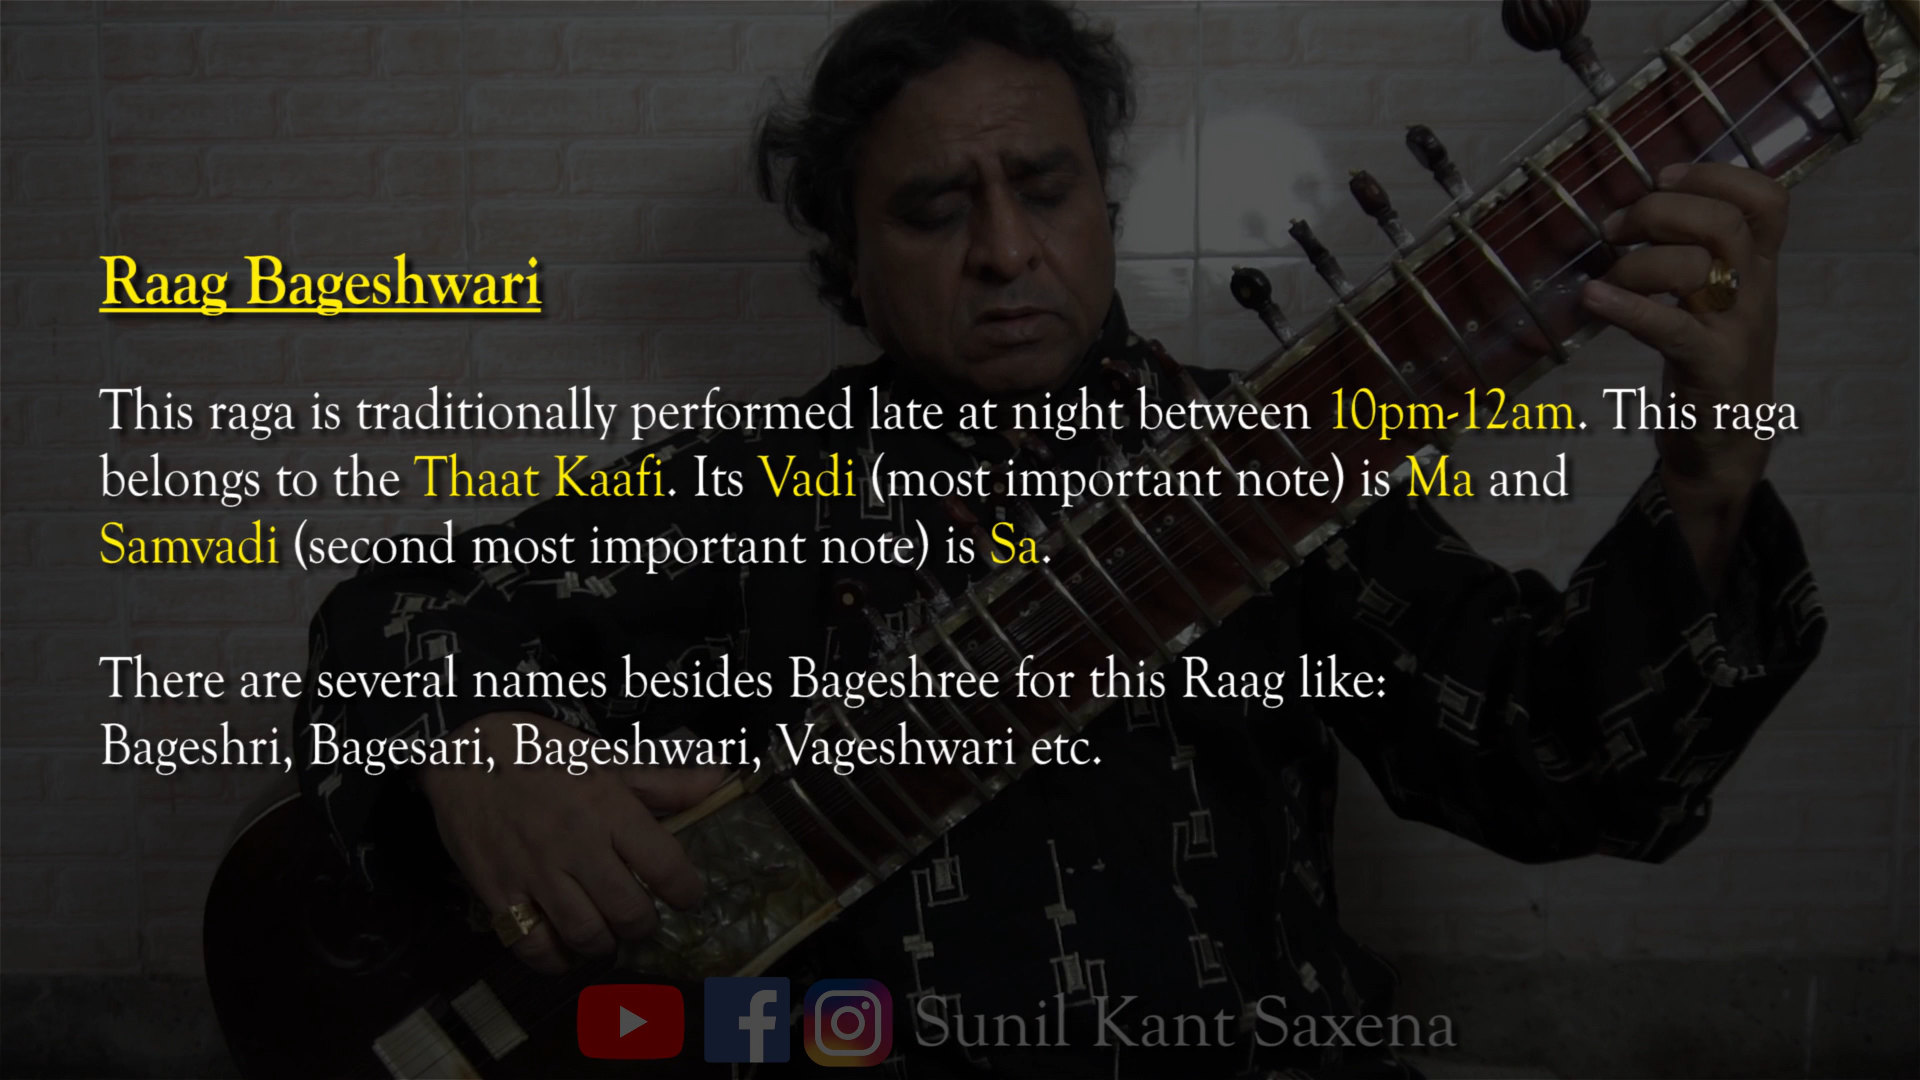 Raag Bageshwari
This raga is traditionally performed late at night between 10pm-12am. This raga
belongs to the Thaat Kaafi. Its Vadi (most important note) is Ma and
Samvadi (second most important note) is Sa.
There are several names besides Bageshree for this Raag like:
Bageshri, Bagesari, Bageshwari, Vageshwari etc.
Sunil Kant Saxena